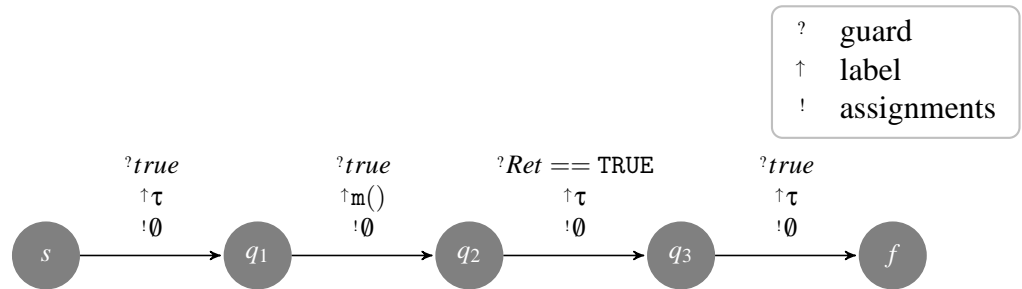 ? guard
↑ label
! assignments
?true ?true ?Ret == TRUE ?true
↑τ ↑m() ↑τ ↑τ
!∅ !∅ !∅ !∅
s q1 q2 q3 f